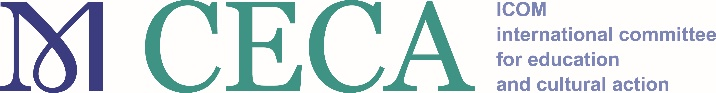 M CECA
ICOM
international committee
for education
and cultural action